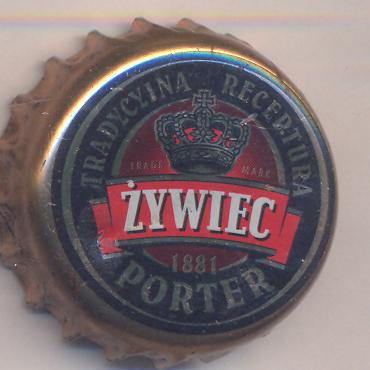 TRADYCYJNA RECEPTURA
TRADE MARK
ŻYWIEC
1881
PORTER